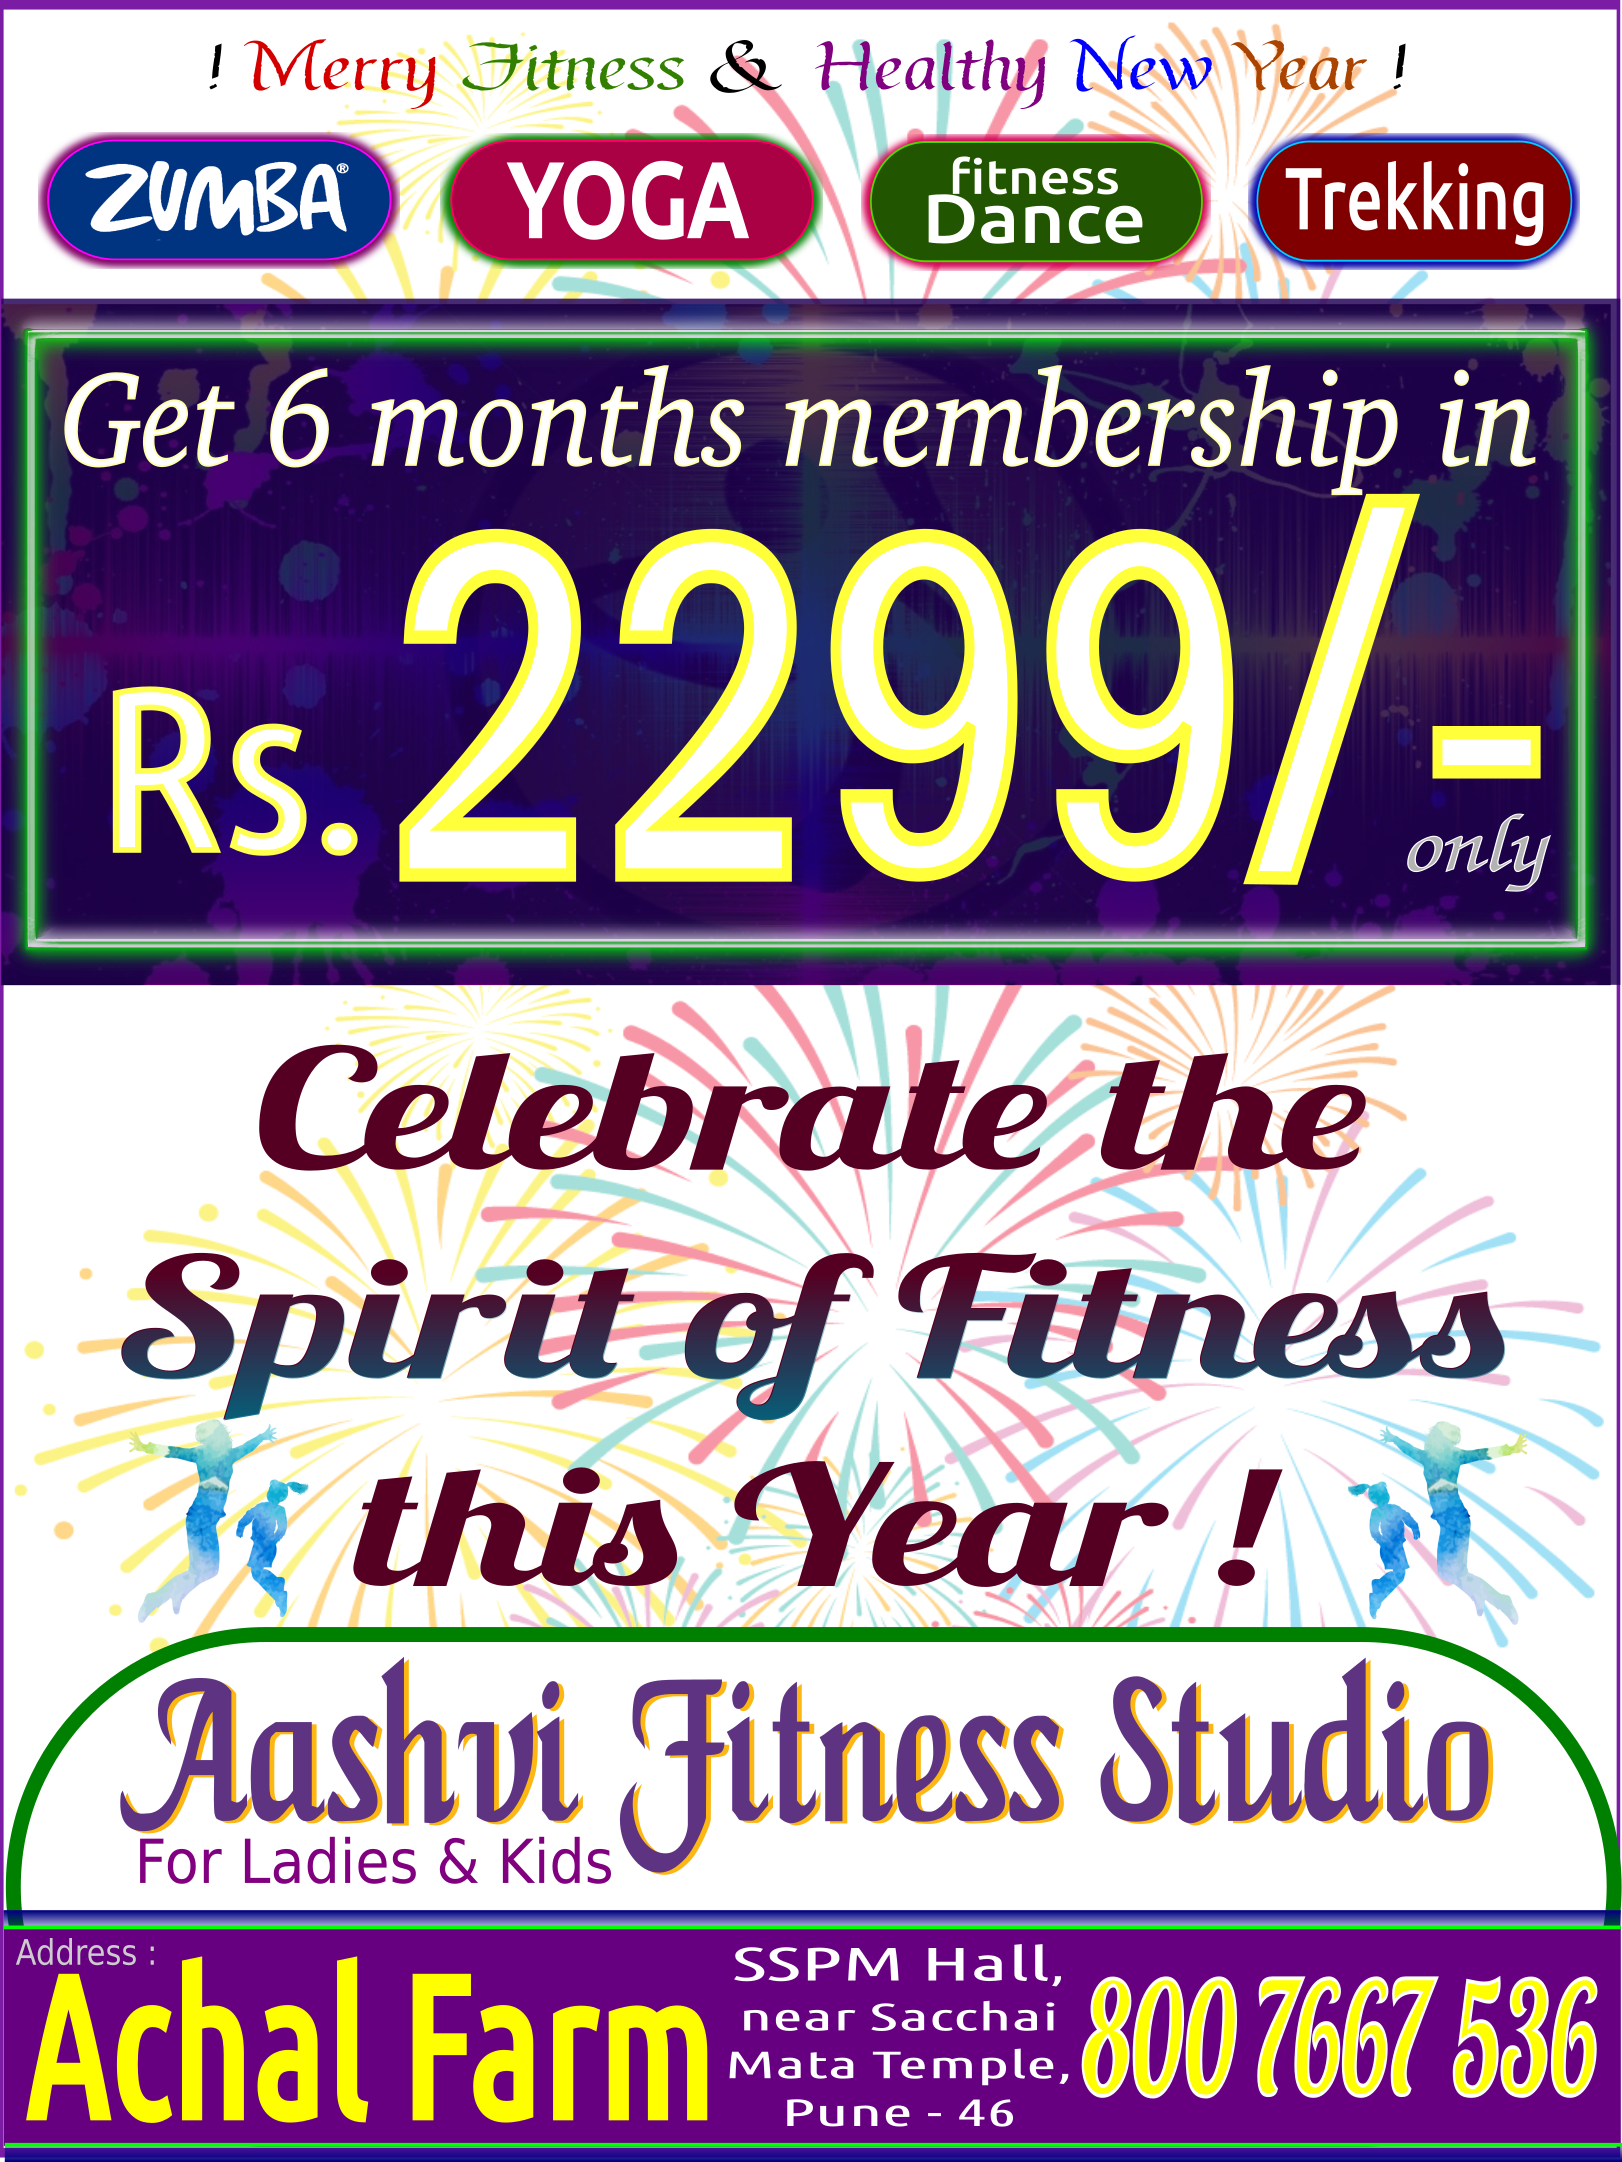 ! Merry Fitness & Healthy New Year !
ZUMBA®
YOGA
fitness
Dance
Trekking
Get 6 months membership in
Rs. 2299/-
only
Celebrate the
Spirit of Fitness
this Year !
Aashvi Fitness Studio
For Ladies & Kids
Address :
Achal Farm
SSPM Hall,
near Sacchai
Mata Temple,
Pune - 46
800 7667 536